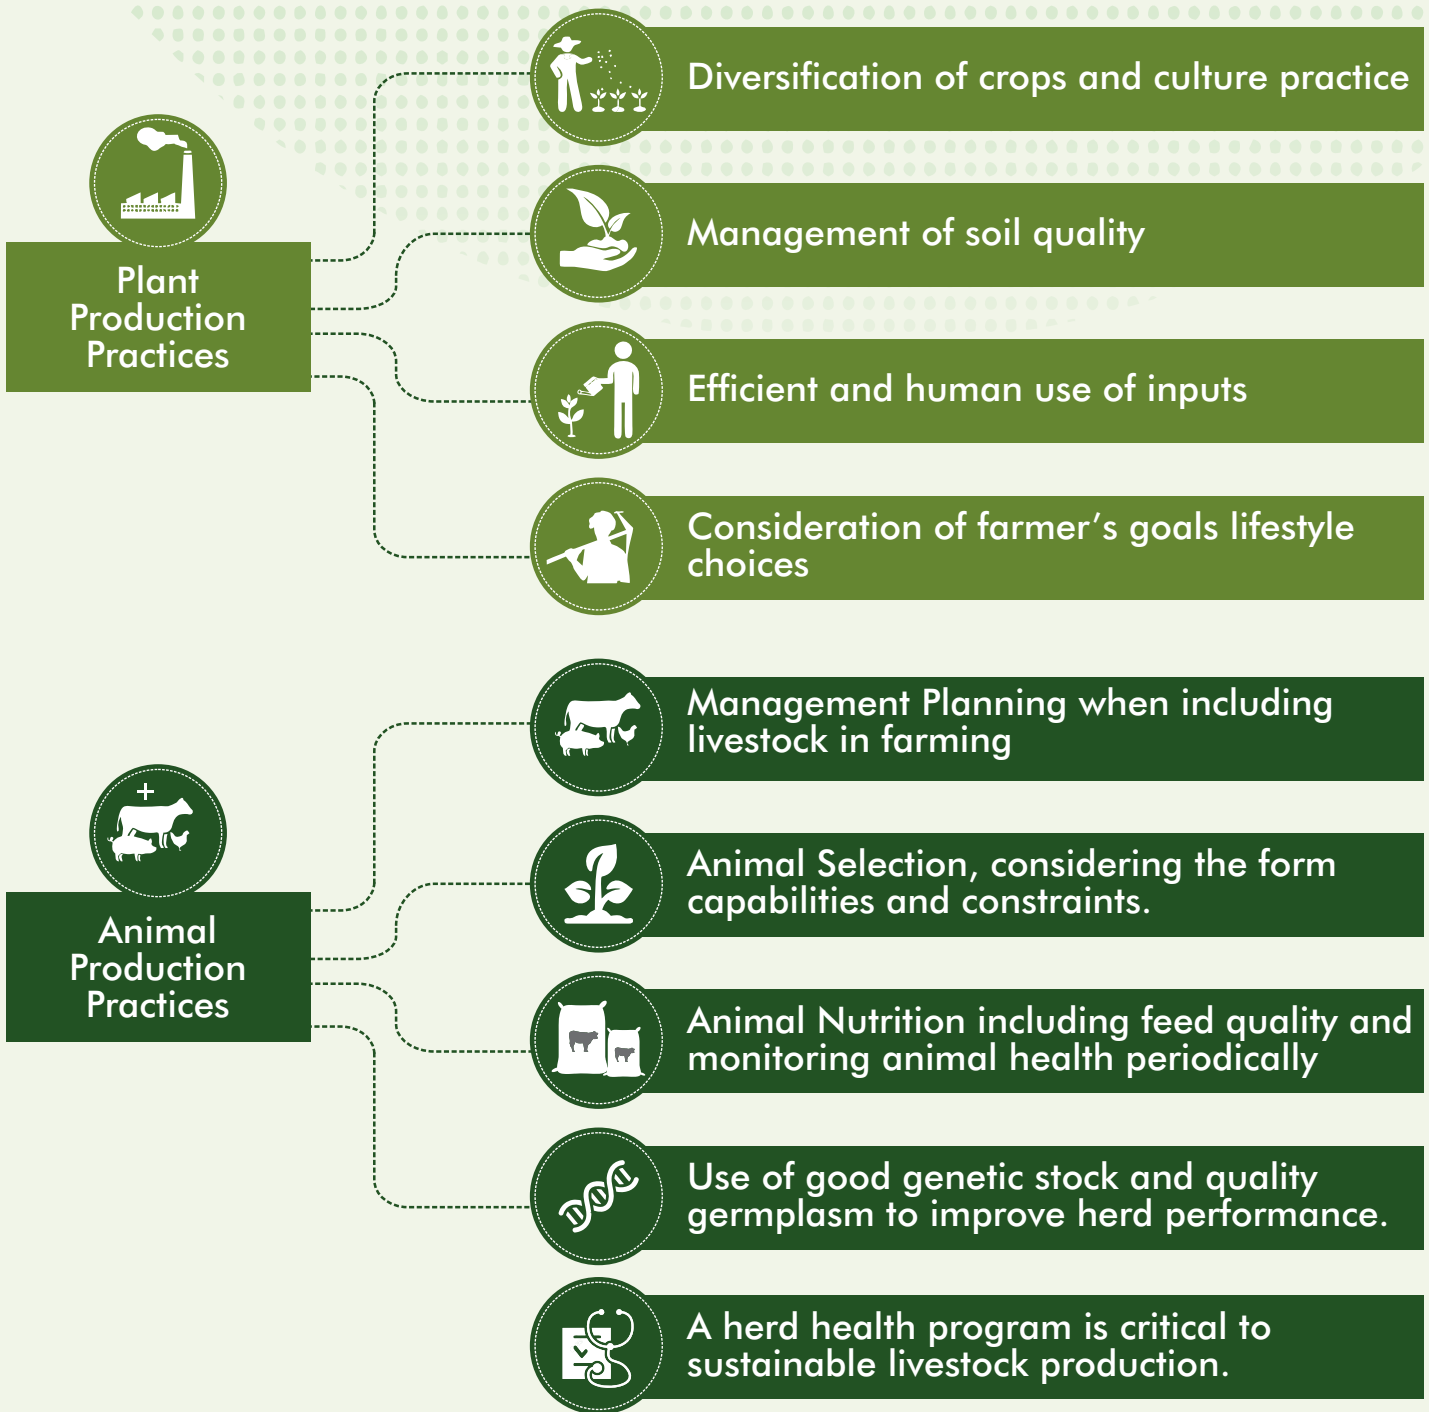 Plant
Production
Practices
Diversification of crops and culture practice
Management of soil quality
Efficient and human use of inputs
Consideration of farmer's goals lifestyle
choices
Animal
Production
Practices
Management Planning when including
livestock in farming
Animal Selection, considering the form
capabilities and constraints.
Animal Nutrition including feed quality and
monitoring animal health periodically
Use of good genetic stock and quality
germplasm to improve herd performance.
A herd health program is critical to
sustainable livestock production.